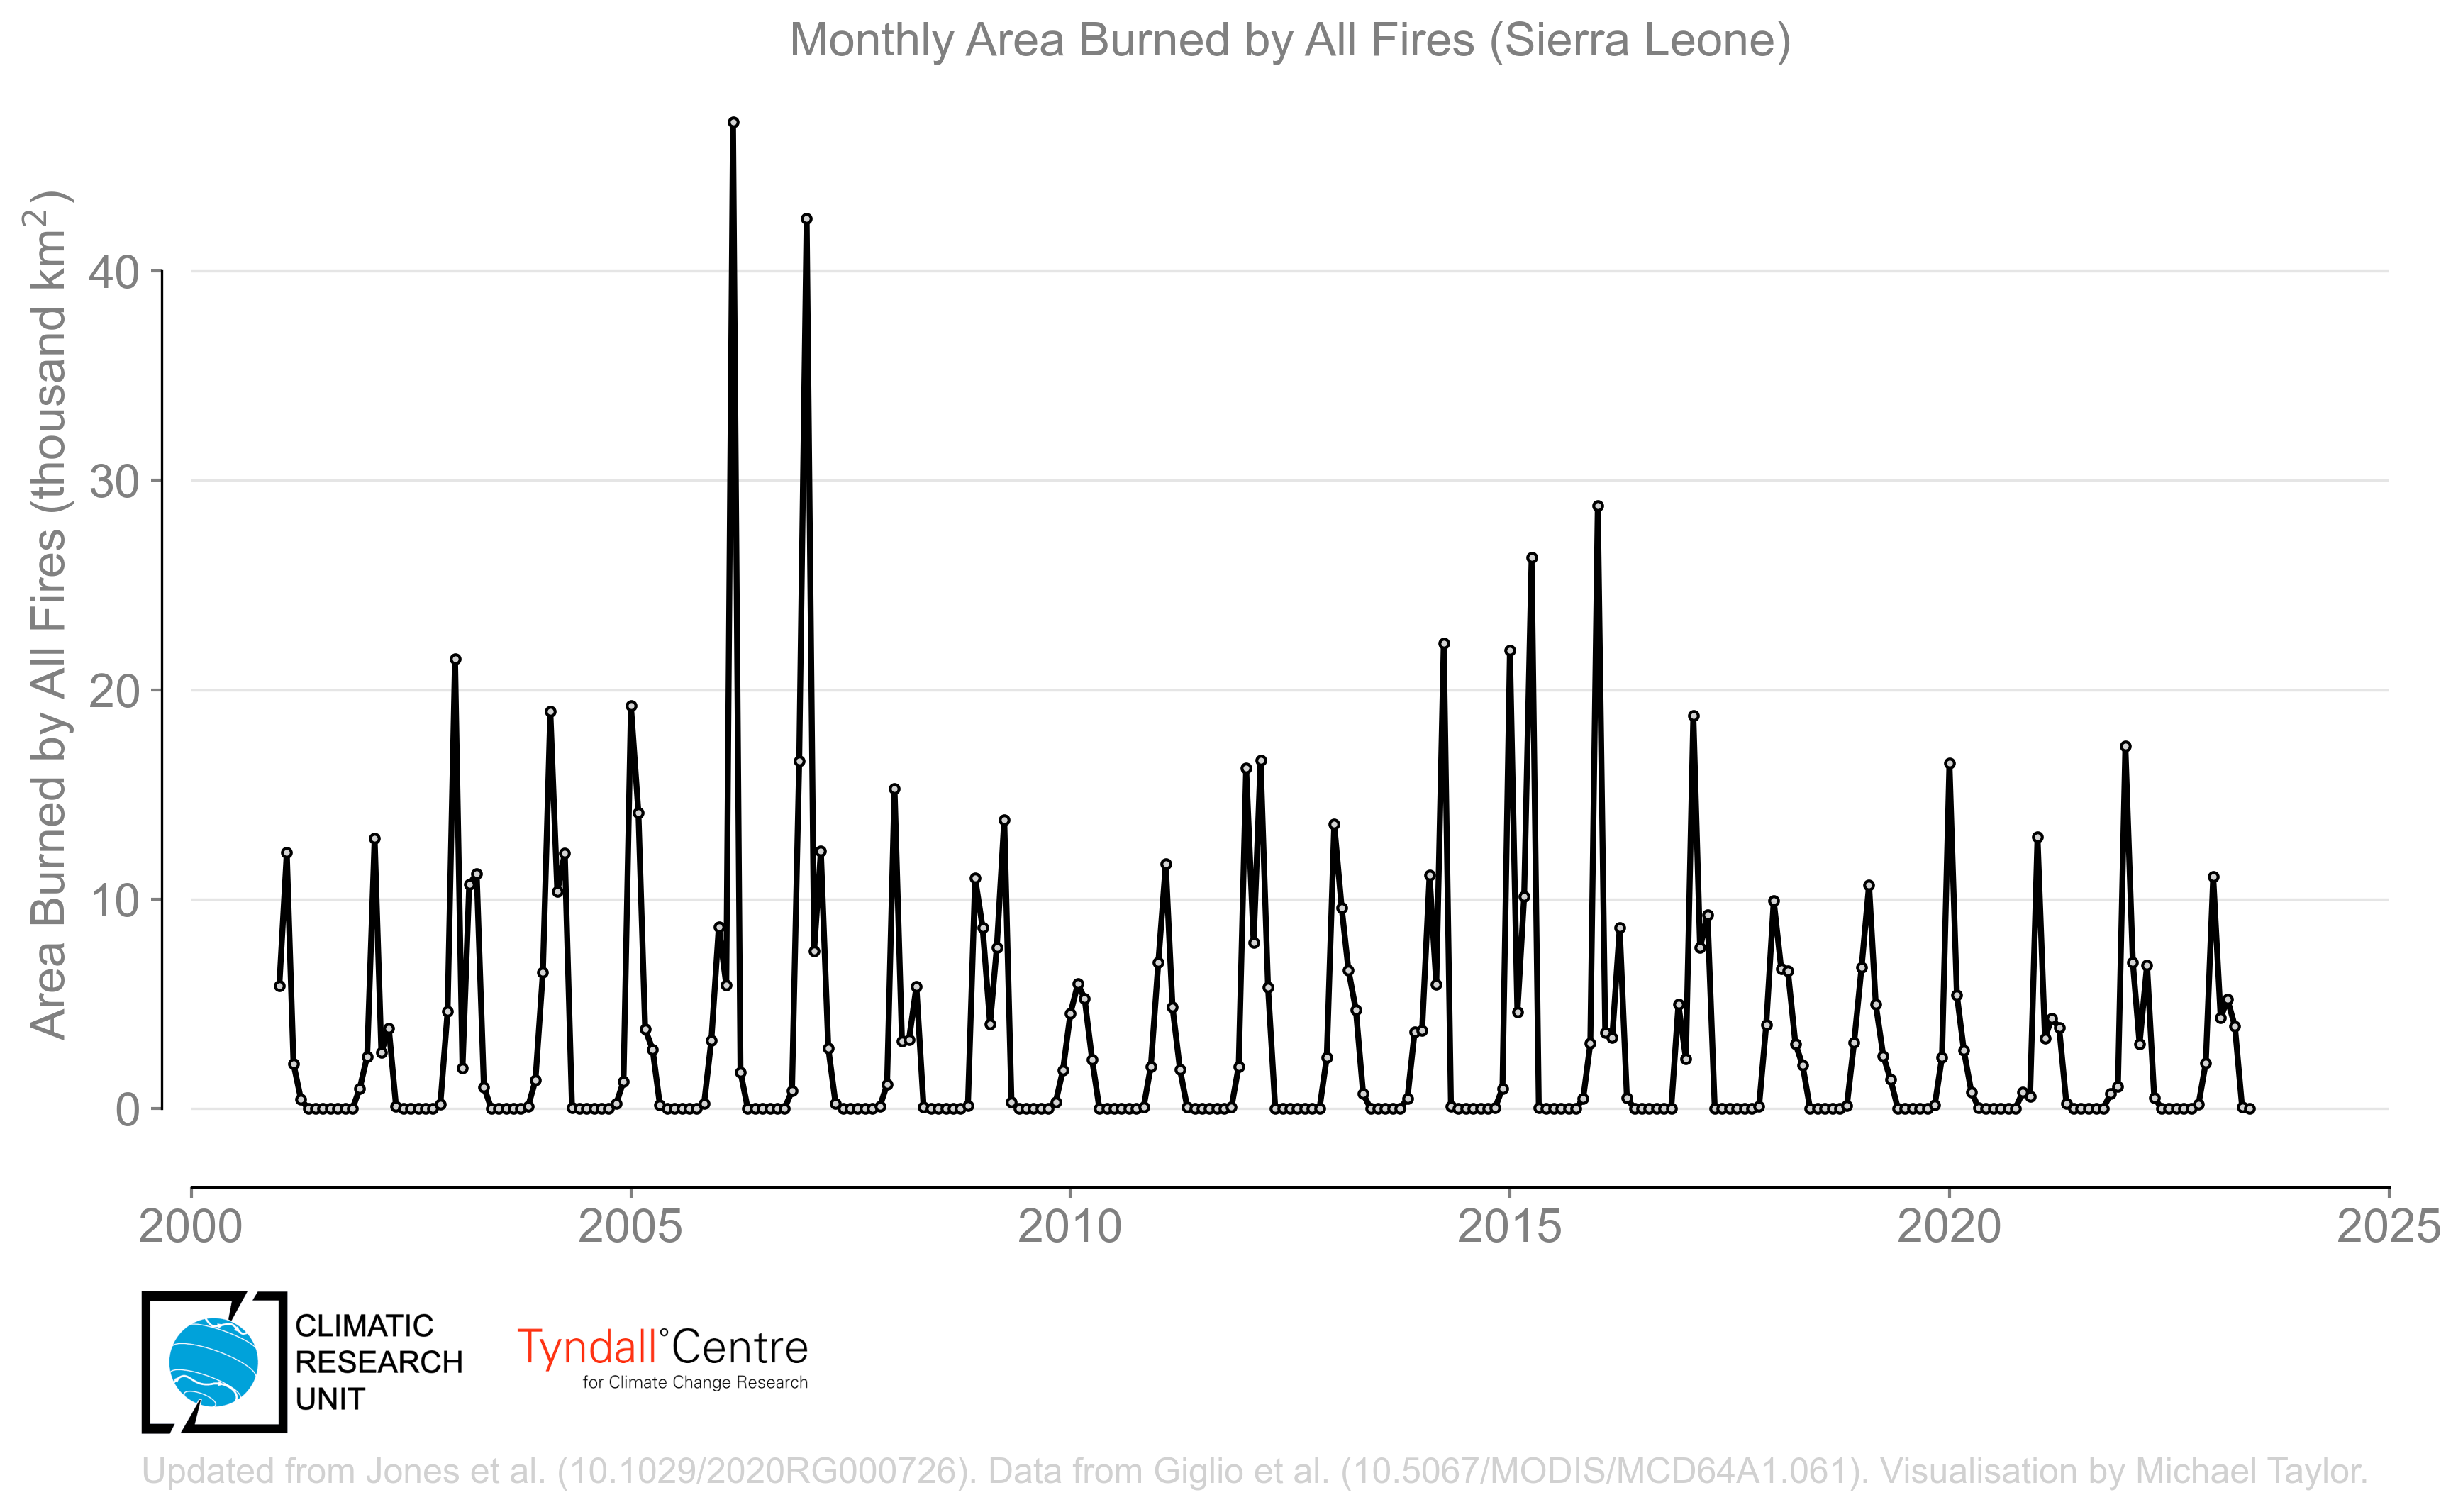 Monthly Area Burned by All Fires (Sierra Leone)
Area Burned by All Fires (thousand km²)
40
30
20
10
0
2000 2005 2010 2015 2020 2025
CLIMATIC
RESEARCH
UNIT
Tyndall°Centre
for Climate Change Research
Updated from Jones et al. (10.1029/2020RG000726). Data from Giglio et al. (10.5067/MODIS/MCD64A1.061). Visualisation by Michael Taylor.